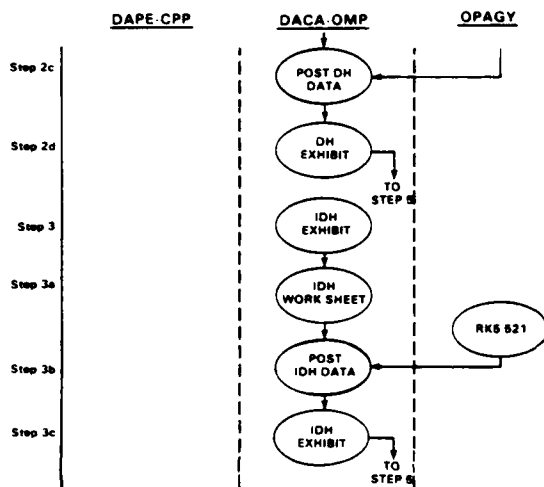 DAPE-CPP DACA-OMP OPAGY
Step 2c
POST DH
DATA
Step 2d
DH
EXHIBIT
TO
STEP 5
Step 3
IDH
EXHIBIT
Step 3a
IDH
WORK SHEET
RK5 521
Step 3b
POST
IDH DATA
Step 3c
IDH
EXHIBIT
TO
STEP 5